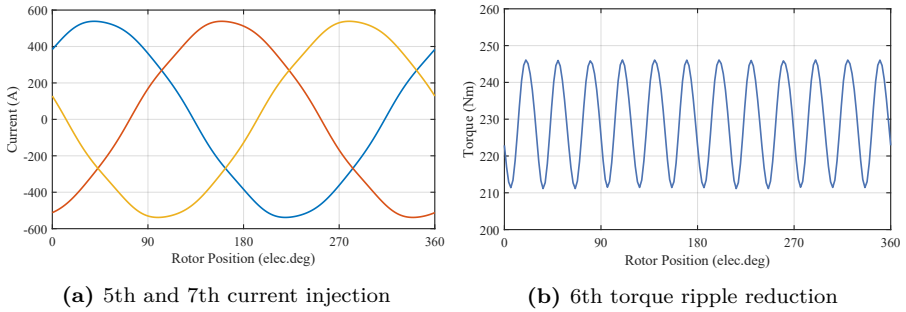 600
400
200
0
-200
-400
-600
Current (A)
0 90 180 270 360
Rotor Position (elec.deg)
(a) 5th and 7th current injection
260
250
240
230
220
210
200
Torque (Nm)
0 90 180 270 360
Rotor Position (elec.deg)
(b) 6th torque ripple reduction